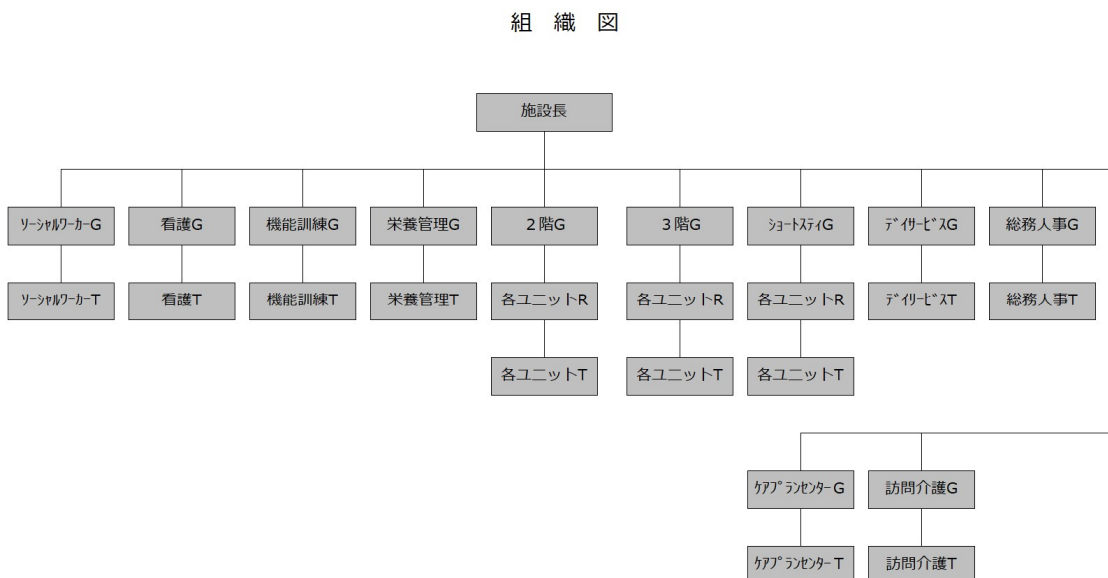 組 織 図
施設長
ｿｰｼｬﾙﾜｰｶｰG 看護G 機能訓練G 栄養管理G ２階G ３階G ｼｮｰﾄｽﾃｨG ﾃﾞｲｻｰﾋﾞｽG 総務人事G
ｿｰｼｬﾙﾜｰｶｰT 看護T 機能訓練T 栄養管理T 各ユニットR 各ユニットR 各ユニットR ﾃﾞｲｻｰﾋﾞｽT 総務人事T
各ユニットT 各ユニットT 各ユニットT
ｹｱﾌﾟﾗﾝｾﾝﾀｰG 訪問介護G
ｹｱﾌﾟﾗﾝｾﾝﾀｰT 訪問介護T